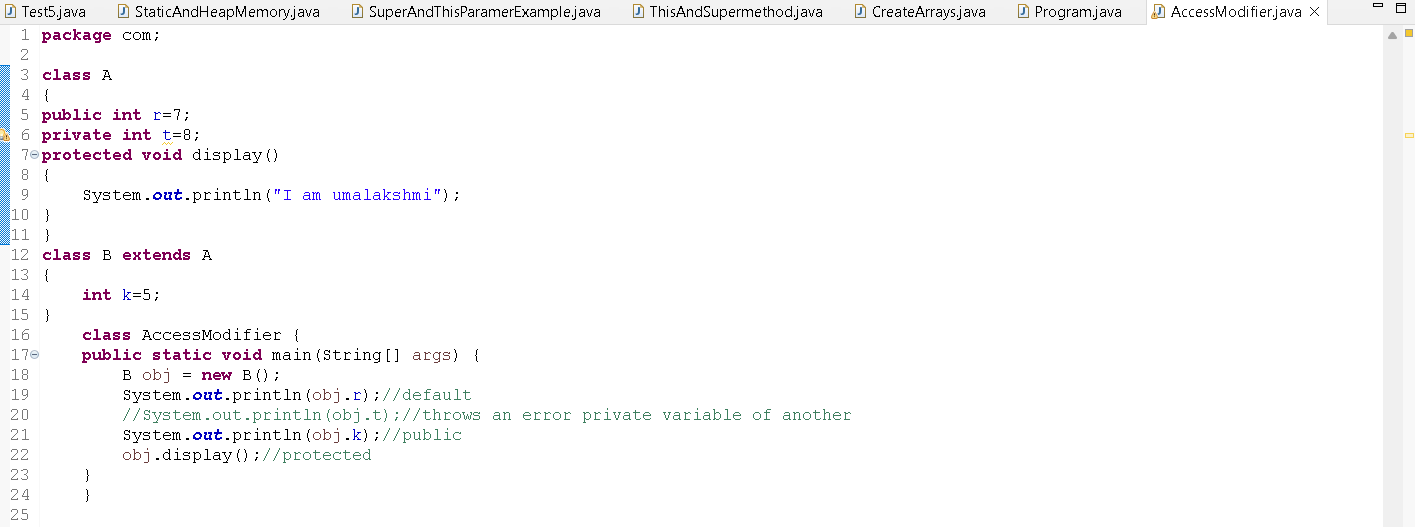 Test5.java StaticAndHeapMemory.java SuperAndThisParamerExample.java ThisAndSupermethod.java CreateArrays.java Program.java AccessModifier.java
1 package com;
2
3 class A
4 {
5 public int r=7;
6 private int t=8;
7 protected void display()
8 {
9     System.out.println("I am umalakshmi");
10 }
11 }
12 class B extends A
13 {
14     int k=5;
15 }
16     class AccessModifier {
17     public static void main(String[] args) {
18         B obj = new B();
19         System.out.println(obj.r);//default
20         //System.out.println(obj.t);//throws an error private variable of another
21         System.out.println(obj.k);//public
22         obj.display();//protected
23     }
24     }
25